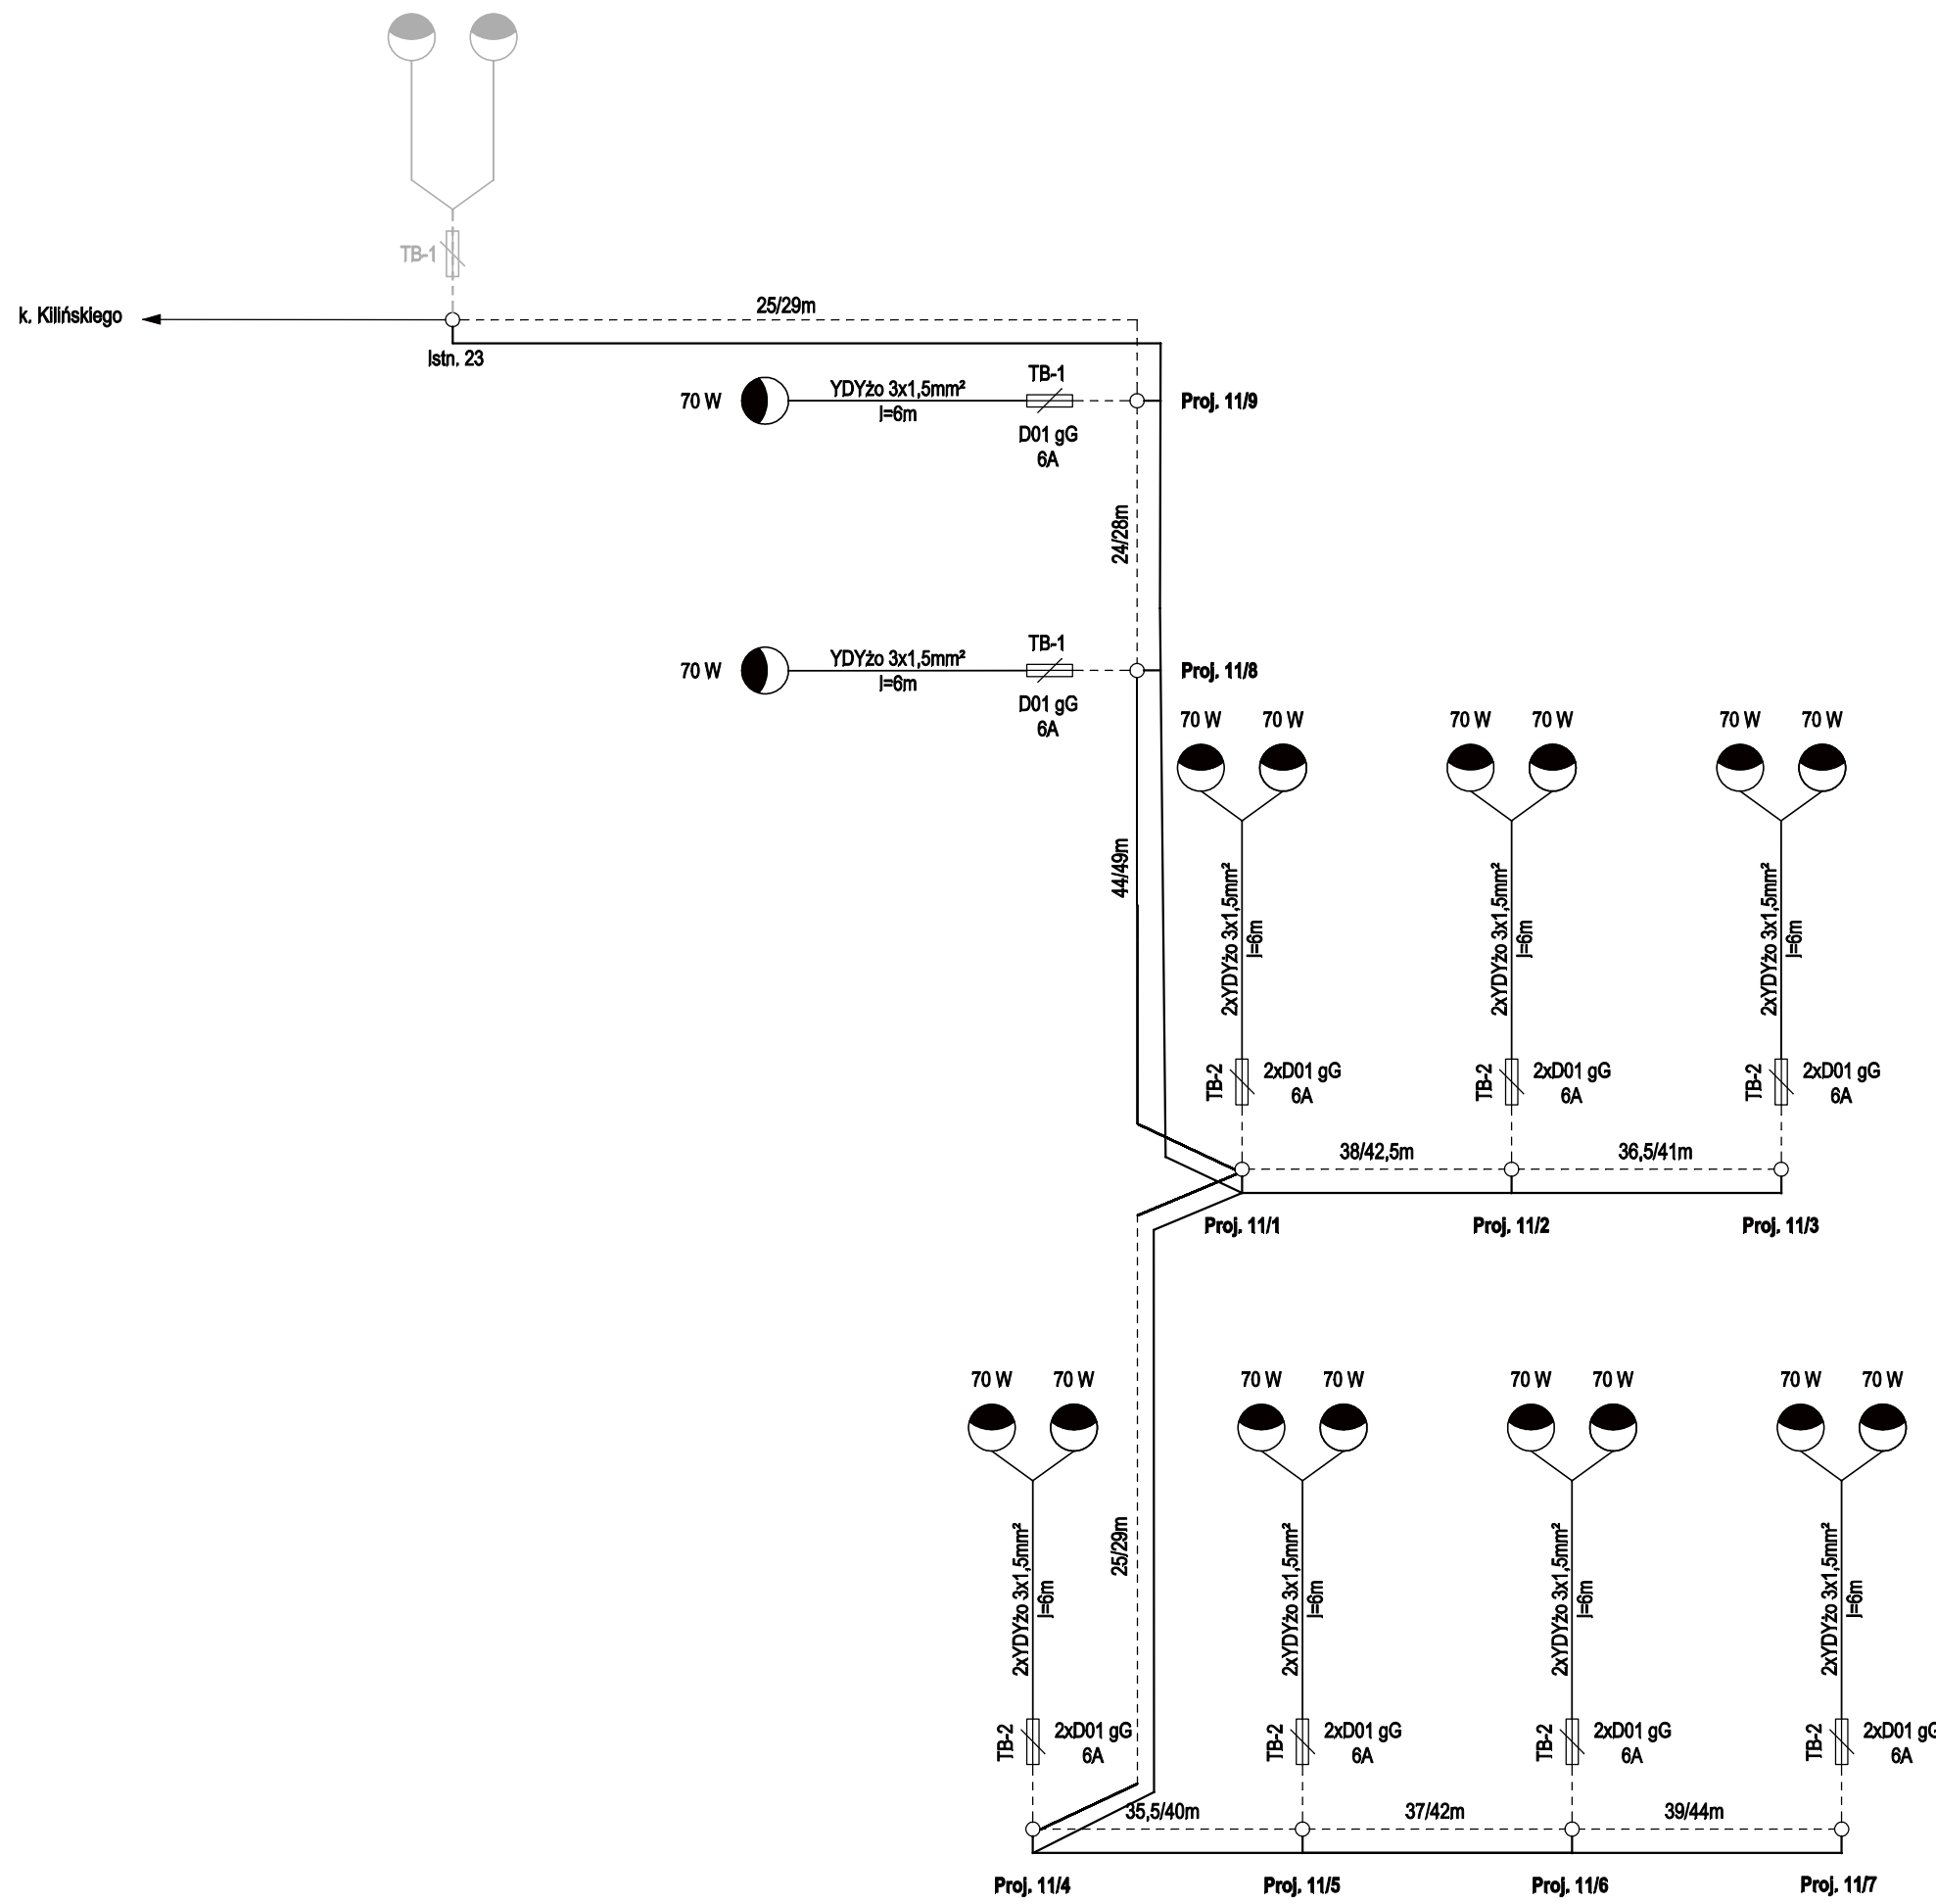 TB-1
k. Kilińskiego
25/29m
Istn. 23
70 W
YDYżo 3x1,5mm²
l=6m
TB-1
D01 gG
6A
Proj. 11/9
24/28m
70 W
YDYżo 3x1,5mm²
l=6m
TB-1
D01 gG
6A
Proj. 11/8
44/49m
70 W 70 W
2xYDYżo 3x1,5mm²
l=6m
TB-2
2xD01 gG
6A
70 W 70 W
2xYDYżo 3x1,5mm²
l=6m
TB-2
2xD01 gG
6A
70 W 70 W
2xYDYżo 3x1,5mm²
l=6m
TB-2
2xD01 gG
6A
38/42,5m
36,5/41m
Proj. 11/1
Proj. 11/2
Proj. 11/3
25/29m
70 W 70 W
2xYDYżo 3x1,5mm²
l=6m
TB-2
2xD01 gG
6A
70 W 70 W
2xYDYżo 3x1,5mm²
l=6m
TB-2
2xD01 gG
6A
70 W 70 W
2xYDYżo 3x1,5mm²
l=6m
TB-2
2xD01 gG
6A
70 W 70 W
2xYDYżo 3x1,5mm²
l=6m
TB-2
2xD01 gG
6A
35,5/40m
37/42m
39/44m
Proj. 11/4
Proj. 11/5
Proj. 11/6
Proj. 11/7